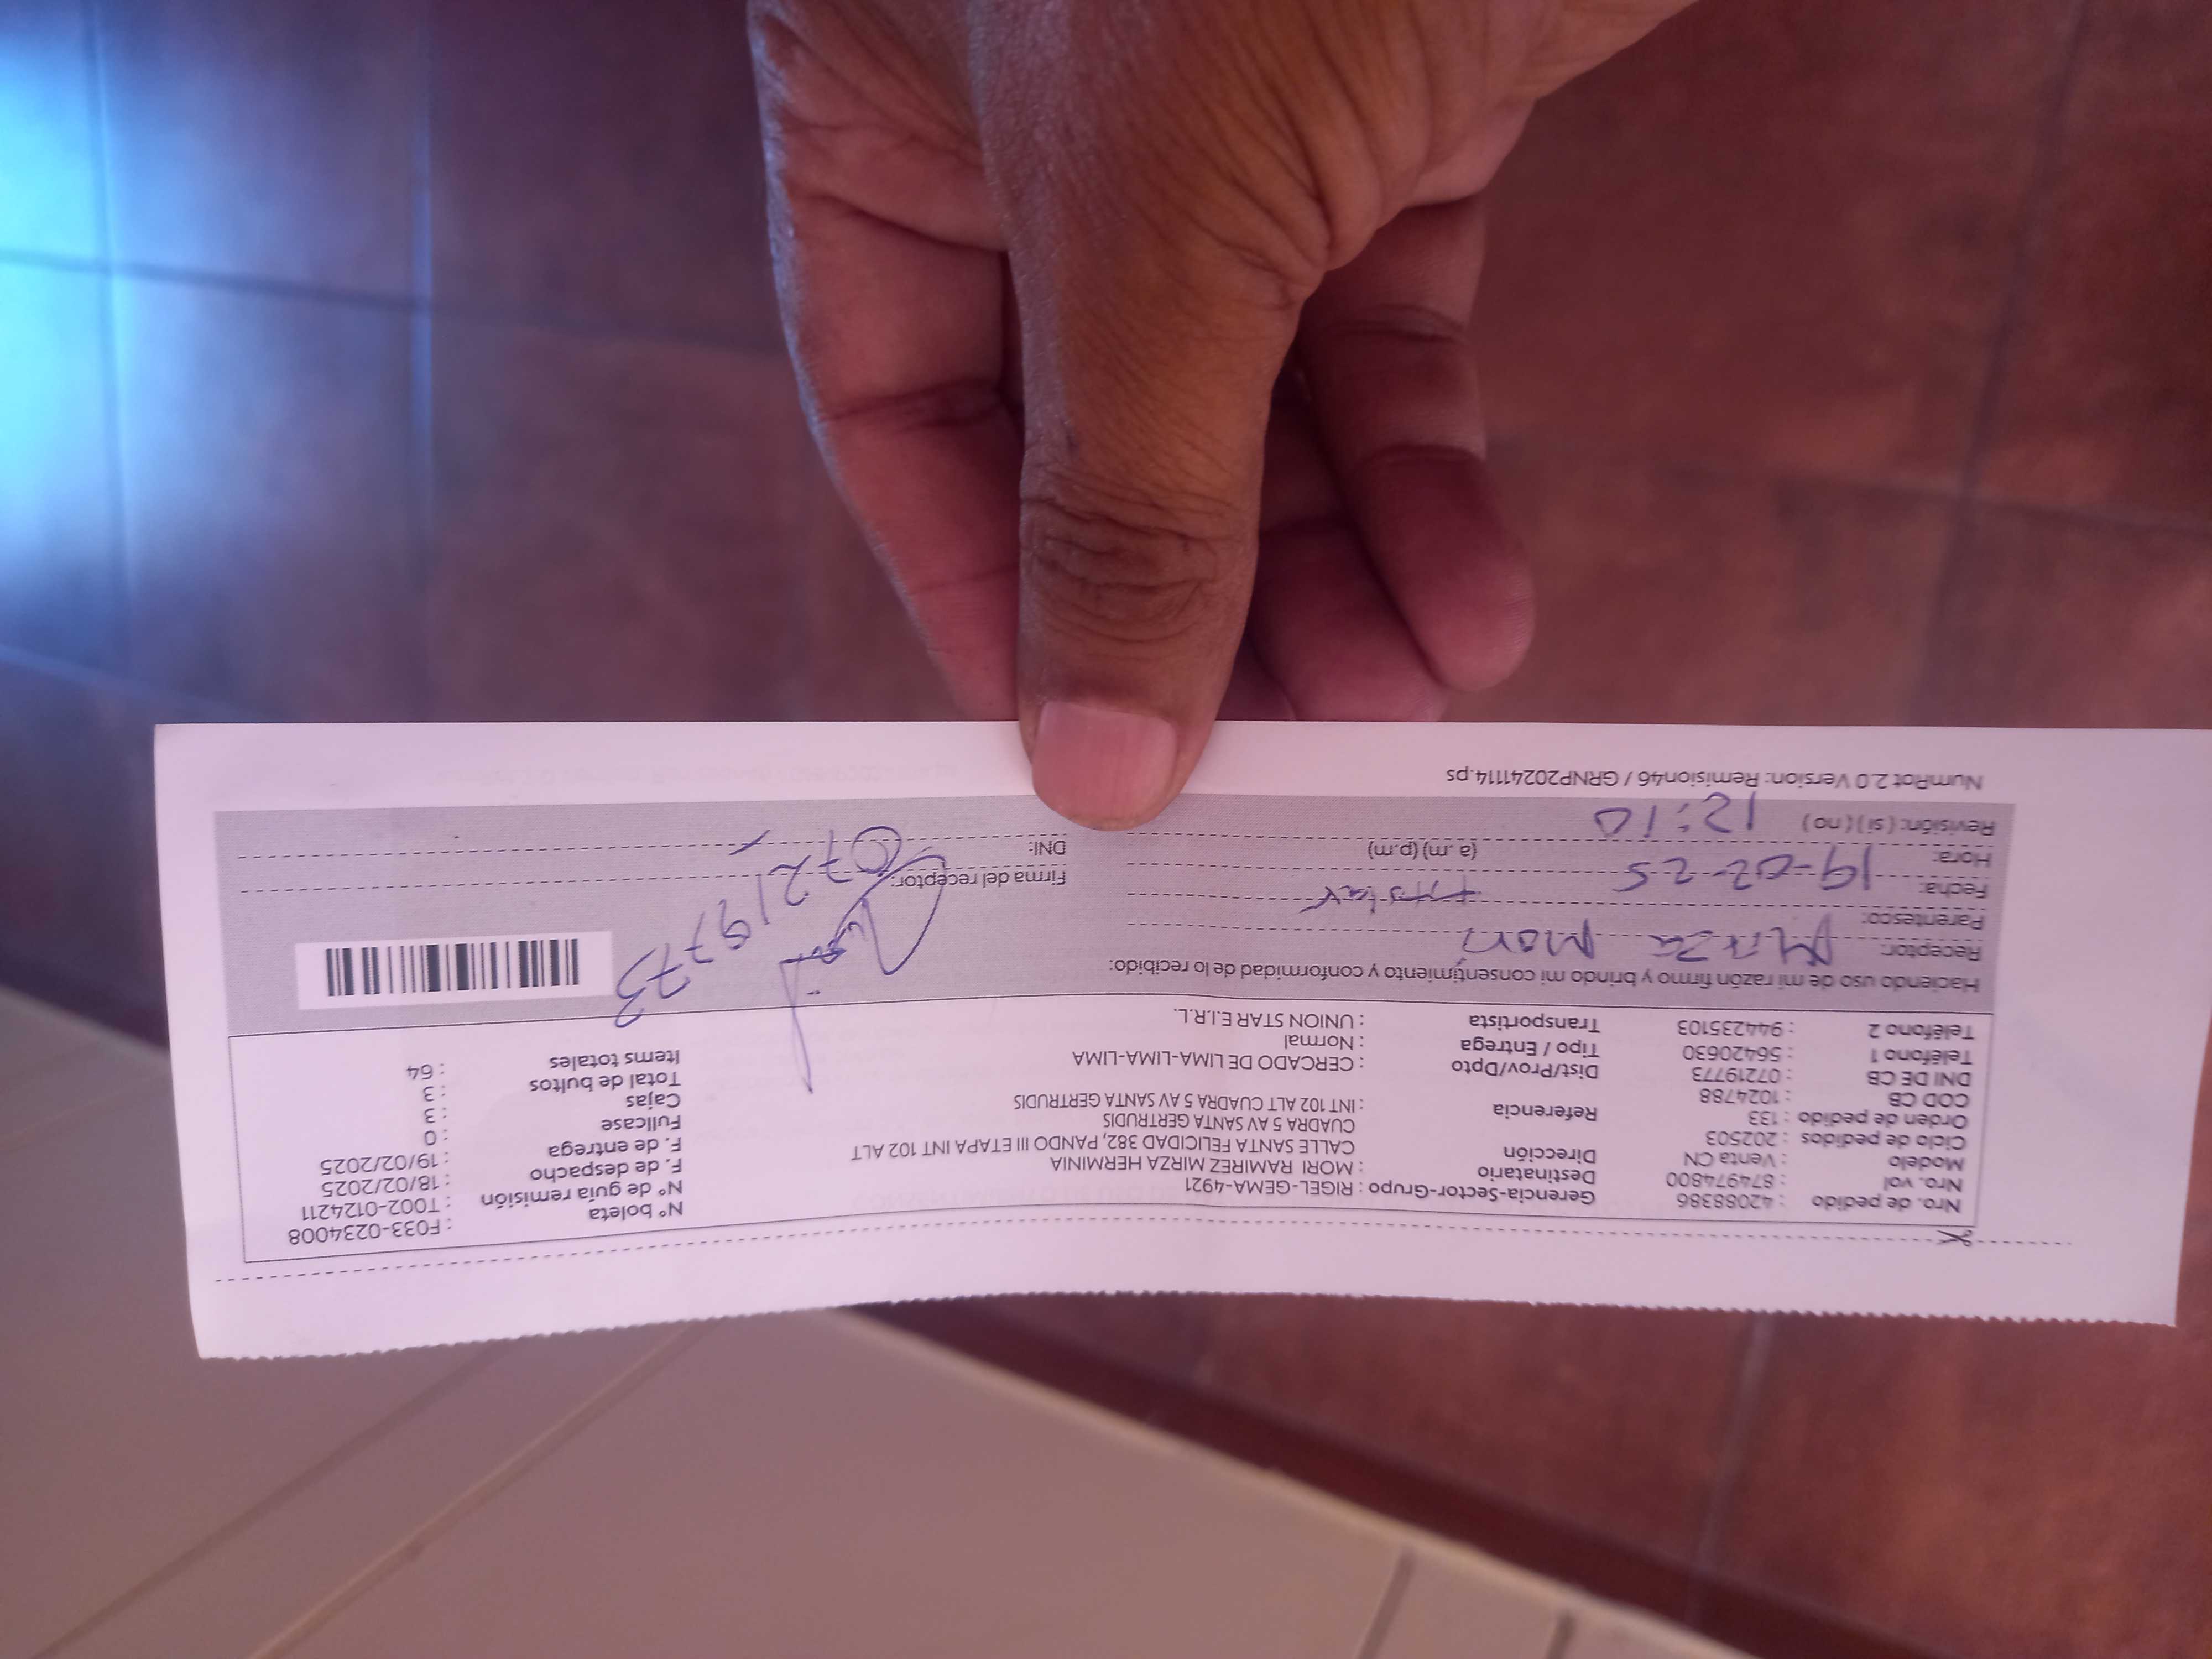 Nro. de pedido : 42088386 Gerencia-Sector-Grupo : RIGEL-GEMA-4921 N° boleta : F033-0234008
Nro. vol : 874974800 Destinatario : MORI RAMIREZ MIRZA HERMINIA N° de guía remisión : T002-0124211
Modelo : Venta CN Dirección CALLE SANTA FELICIDAD 382, PANDO III ETAPA INT 102 ALT F. de despacho : 18/02/2025
Ciclo de pedidos : 202503 CUADRA 5 AV SANTA GERTRUDIS F. de entrega : 19/02/2025
Orden de pedido : 133 Referencia : INT 102 ALT CUADRA 5 AV SANTA GERTRUDIS Fullcase : 0
COD CB : 1024788 Cajas : 3
DNI DE CB : 07219773 Dist/Prov/Dpto : CERCADO DE LIMA-LIMA-LIMA Total de bultos : 3
Teléfono 1 : 56420630 Tipo / Entrega : Normal Items totales : 64
Teléfono 2 : 944235103 Transportista : UNION STAR E.I.R.L.
Haciendo uso de mi razón firmo y brindo mi consentimiento y conformidad de lo recibido:
Receptor: Mirza Mori
Parentesco:
Fecha: 19-02-25 Firma del receptor:
Hora: 12:10 (a .m) (p.m) DNI: 07219773
Revisión: ( si ) ( no )
NumRot 2.0 Version: Remision46 / GRNP20241114.ps